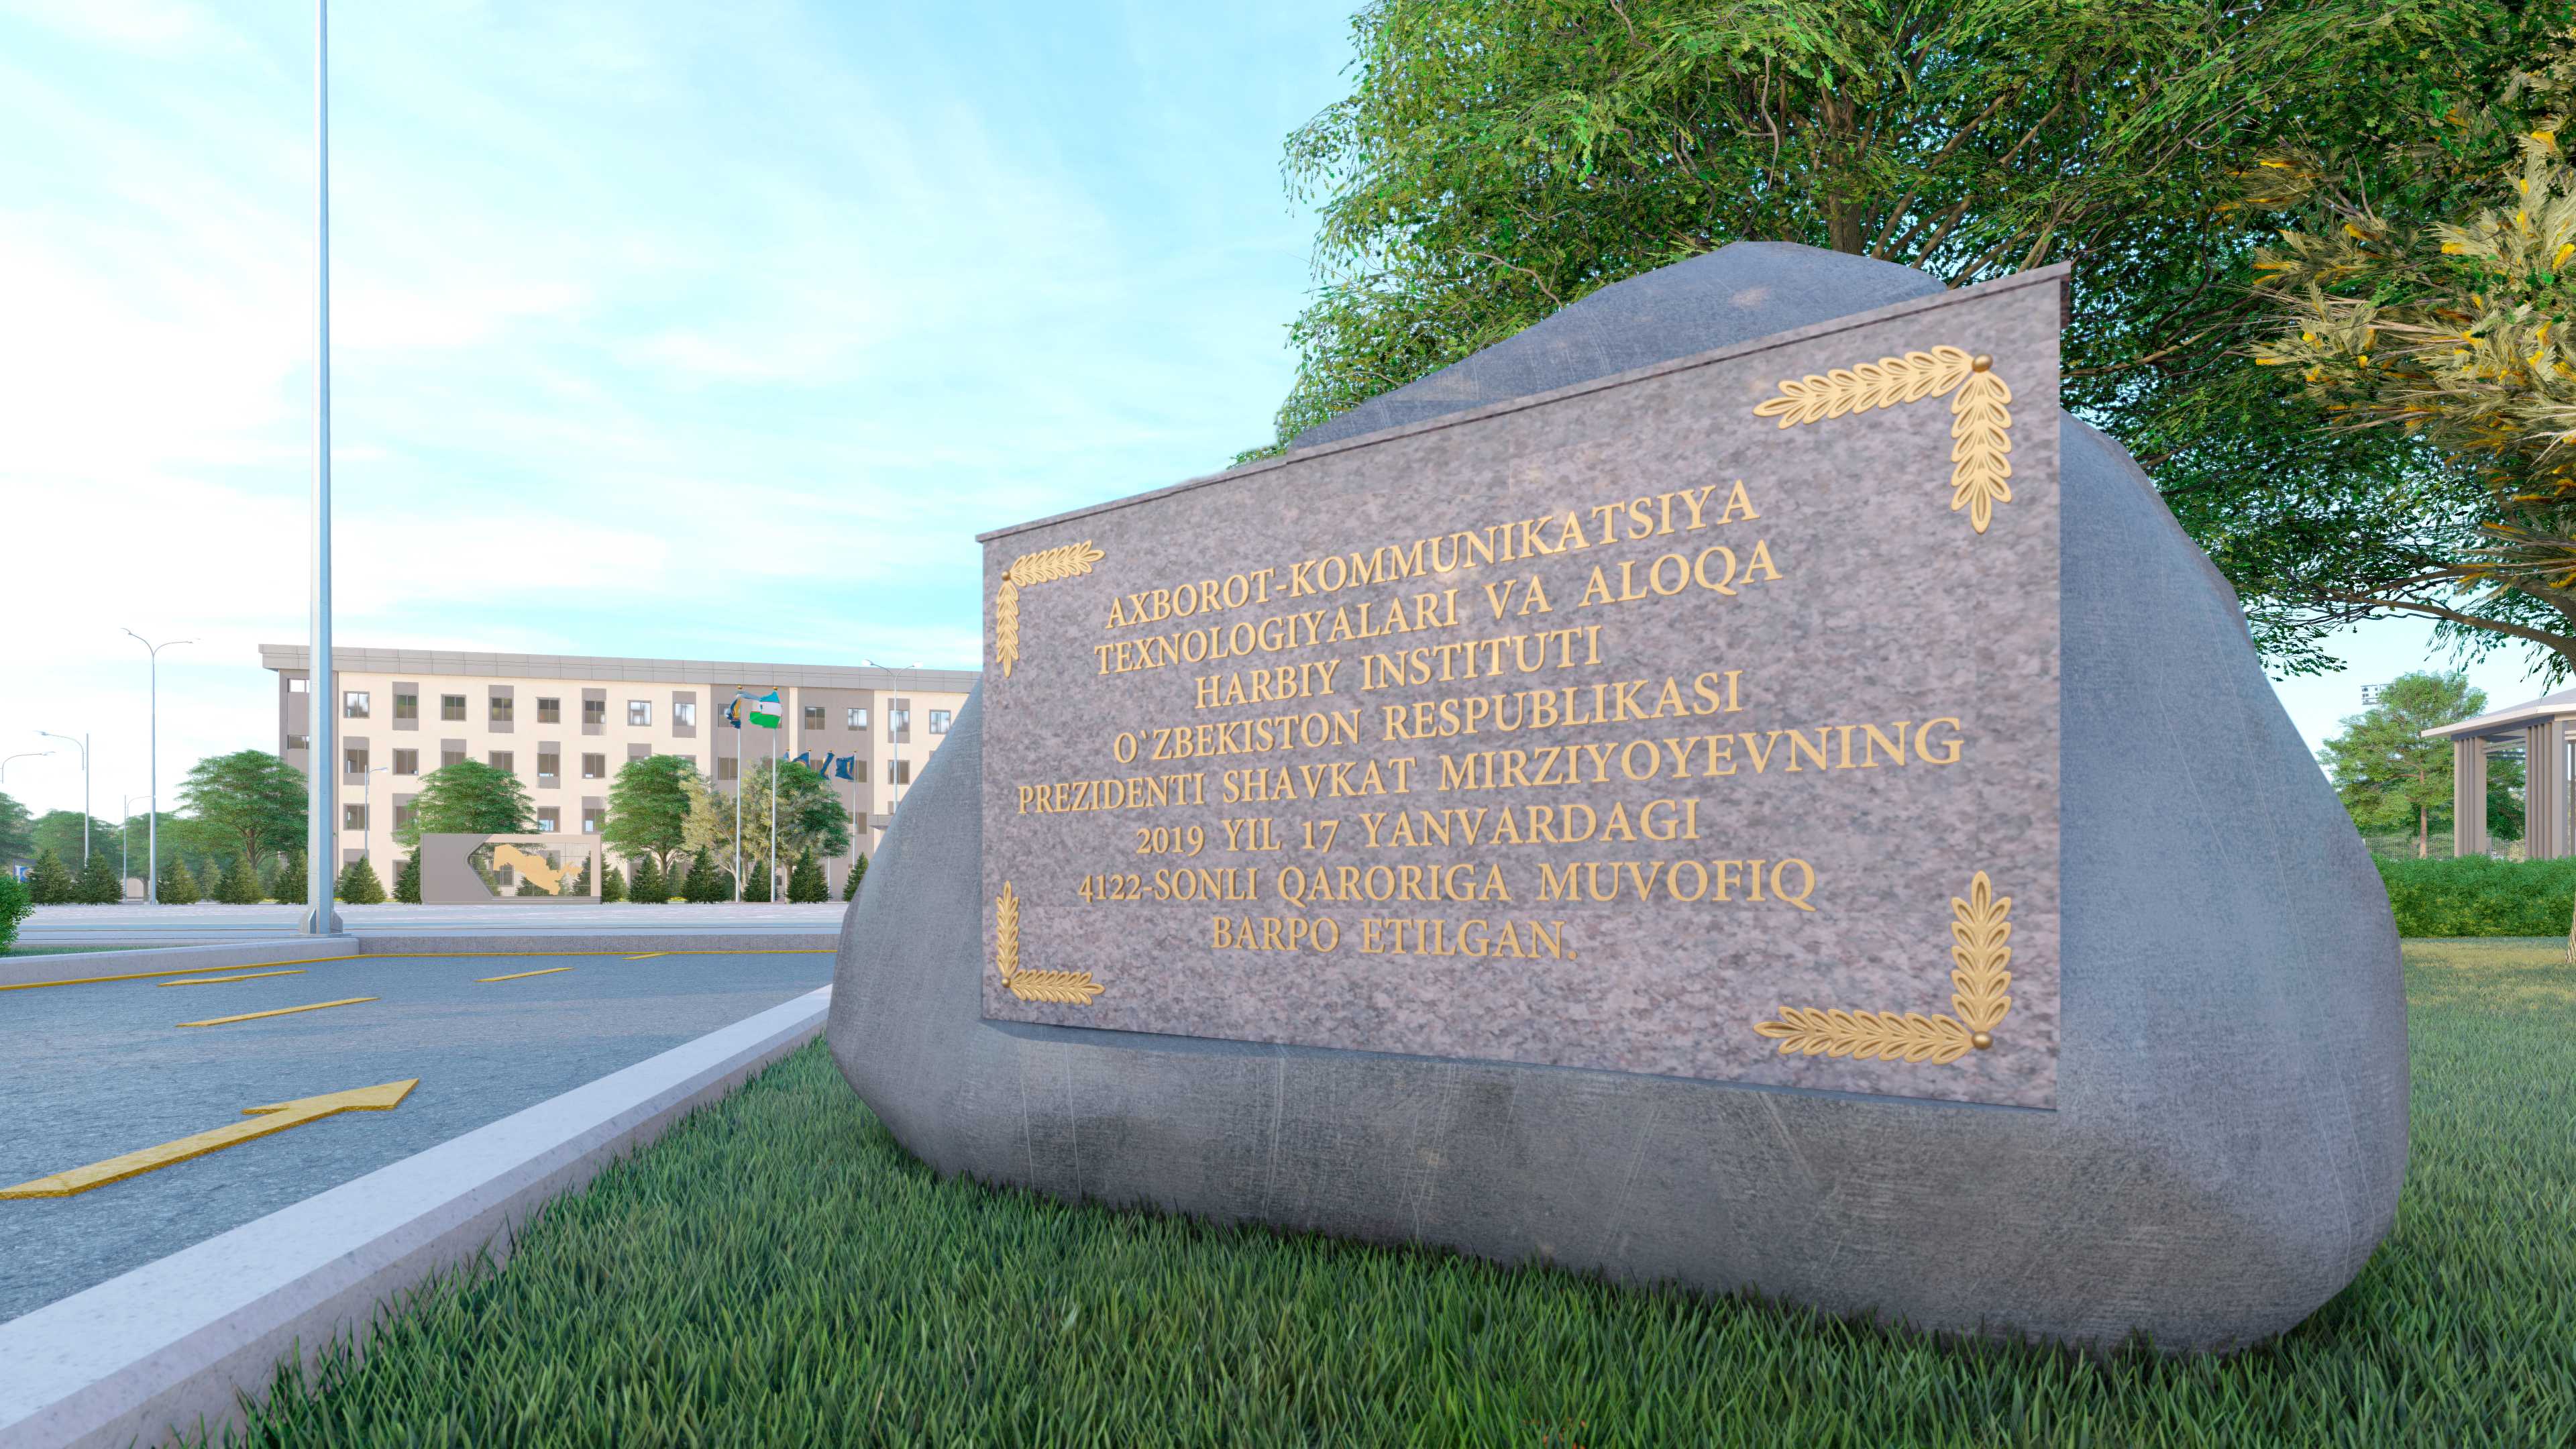 AXBOROT-KOMMUNIKATSIYA
TEXNOLOGIYALARI VA ALOQA
HARBIY INSTITUTI
O`ZBEKISTON RESPUBLIKASI
PREZIDENTI SHAVKAT MIRZIYOYEVNING
2019 YIL 17 YANVARDAGI
4122-SONLI QARORIGA MUVOFIQ
BARPO ETILGAN.